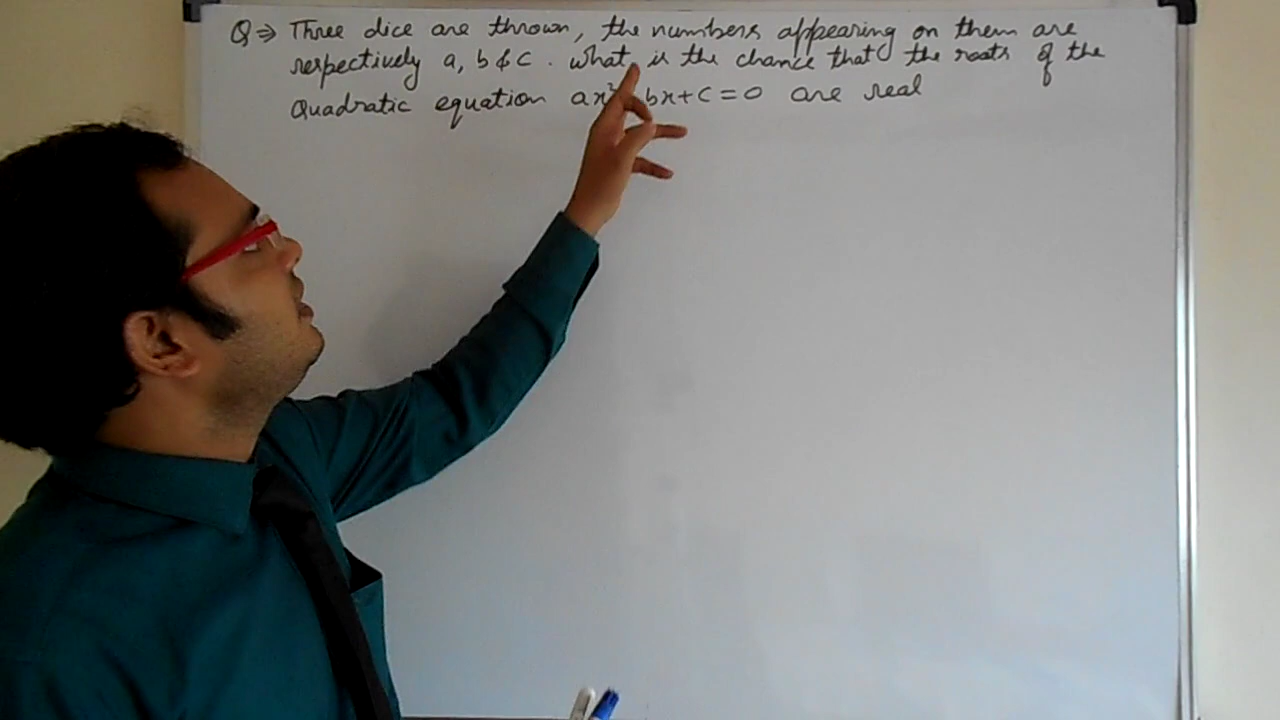 Q⇒ Three dice are thrown, the numbers appearing on them are
respectively a, b & c. What is the chance that the roots of the
Quadratic equation ax² bx+c=0 are real